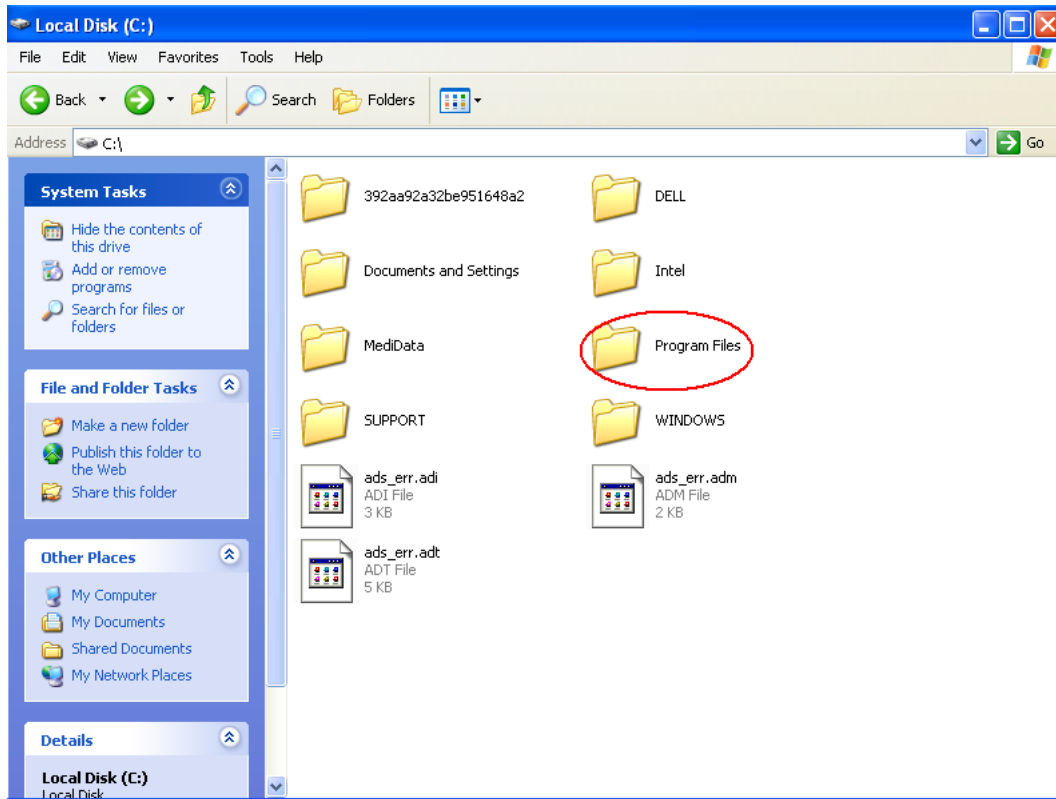 Local Disk (C:)
File Edit View Favorites Tools Help
Back Search Folders
Address C:\ Go
System Tasks
Hide the contents of
this drive
Add or remove
programs
Search for files or
folders
File and Folder Tasks
Make a new folder
Publish this folder to
the Web
Share this folder
Other Places
My Computer
My Documents
Shared Documents
My Network Places
Details
Local Disk (C:)
Local Disk
392aa92a32be951648a2
DELL
Documents and Settings
Intel
MediData
Program Files
SUPPORT
WINDOWS
ads_err.adi
ADI File
3 KB
ads_err.adm
ADM File
2 KB
ads_err.adt
ADT File
5 KB